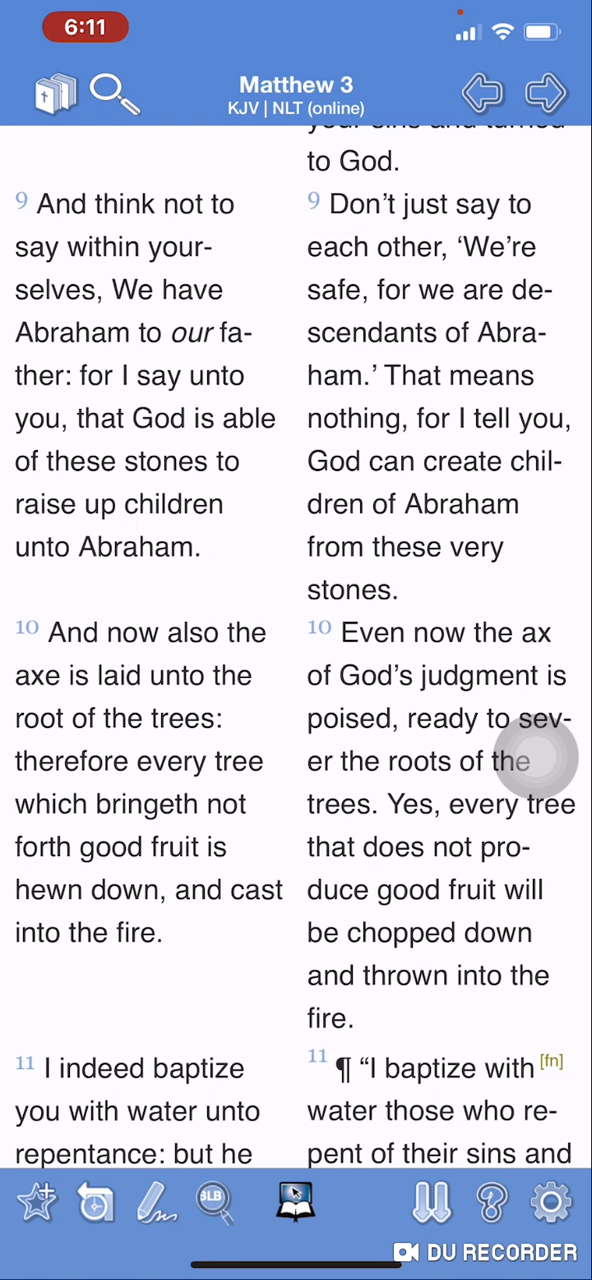 6:11
Matthew 3
KJV | NLT (online)
your sins and turned
to God.
9 And think not to
say within your-
selves, We have
Abraham to our fa-
ther: for I say unto
you, that God is able
of these stones to
raise up children
unto Abraham.
9 Don’t just say to
each other, ‘We’re
safe, for we are de-
scendants of Abra-
ham.’ That means
nothing, for I tell you,
God can create chil-
dren of Abraham
from these very
stones.
10 And now also the
axe is laid unto the
root of the trees:
therefore every tree
which bringeth not
forth good fruit is
hewn down, and cast
into the fire.
10 Even now the ax
of God’s judgment is
poised, ready to sev-
er the roots of the
trees. Yes, every tree
that does not pro-
duce good fruit will
be chopped down
and thrown into the
fire.
11 I indeed baptize
you with water unto
repentance: but he
11 ¶ “I baptize with [fn]
water those who re-
pent of their sins and
BLB
DU RECORDER